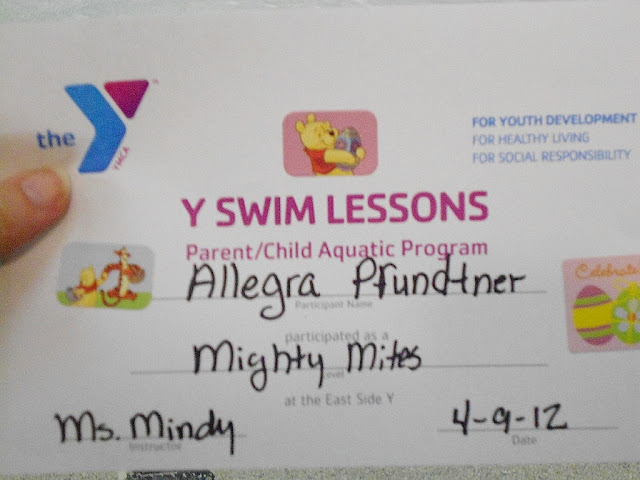 the
YMCA
FOR YOUTH DEVELOPMENT
FOR HEALTHY LIVING
FOR SOCIAL RESPONSIBILITY
Y SWIM LESSONS
Parent/Child Aquatic Program
Allegra Pfundtner
Participant Name
Celebrate
participated as a
Mighty Mites
Level
at the East Side Y
Ms. Mindy
4-9-12
Instructor
Date